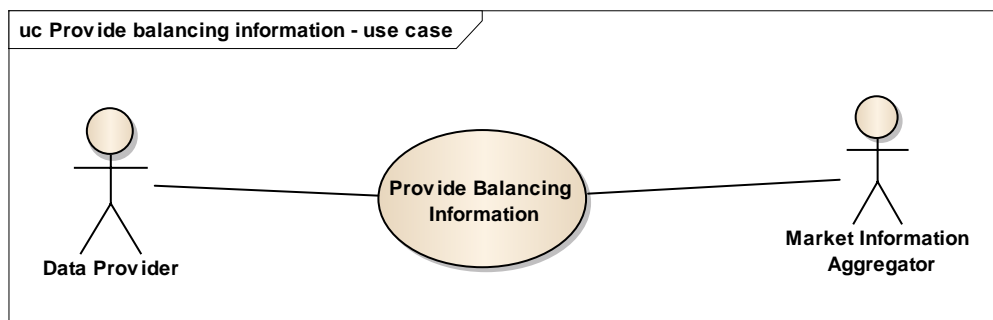 uc Provide balancing information - use case
Provide Balancing
Information
Data Provider
Market Information
Aggregator